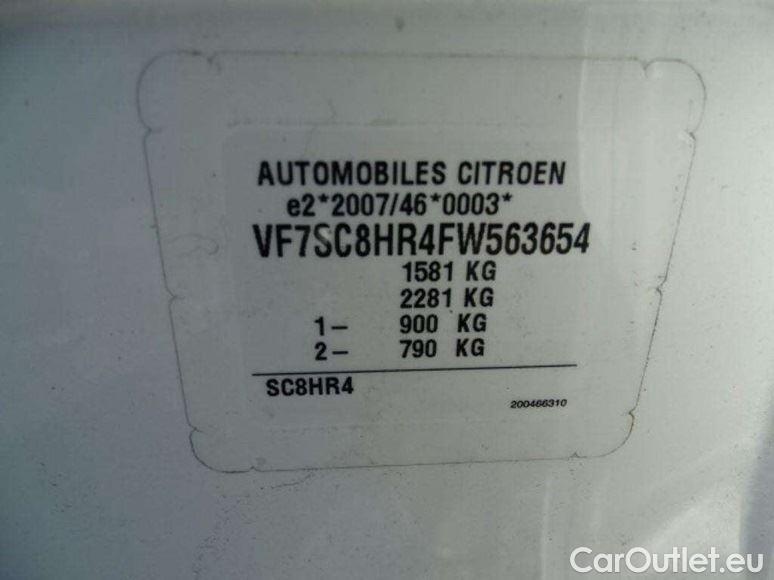 AUTOMOBILES CITROEN
e2*2007/46*0003*
VF7SC8HR4FW563654
1581 KG
2281 KG
1- 900 KG
2- 790 KG
SC8HR4
200466310
CarOutlet.eu